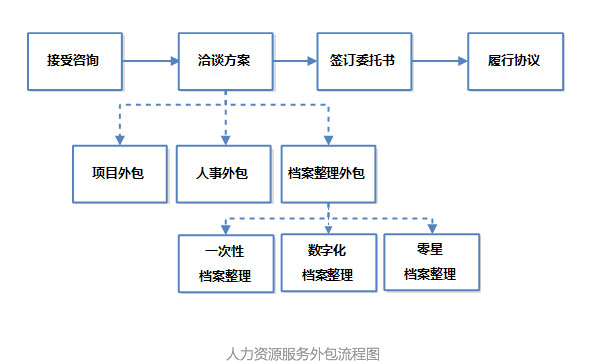 接受咨询
洽谈方案
签订委托书
履行协议
项目外包
人事外包
档案整理外包
一次性
档案整理
数字化
档案整理
零星
档案整理
人力资源服务外包流程图